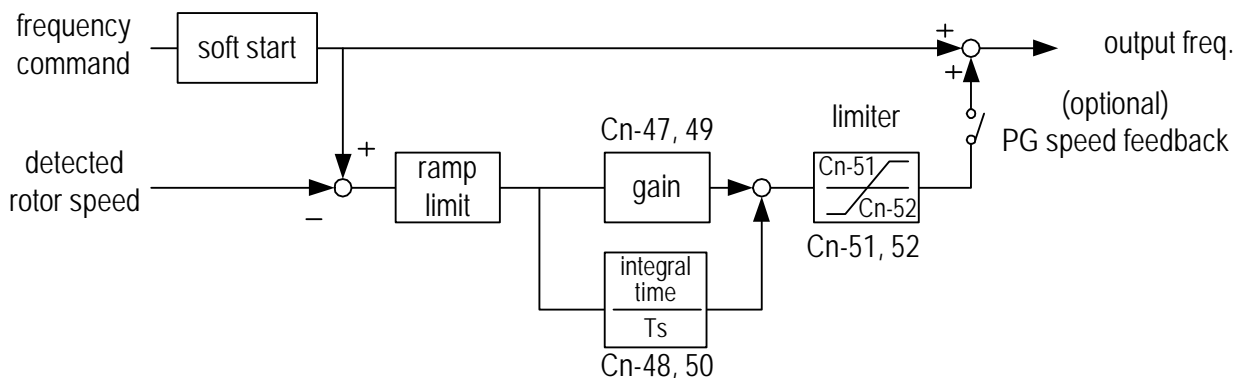 frequency
command
soft start
+
+
output freq.
(optional)
PG speed feedback
detected
rotor speed
+
−
ramp
limit
Cn-47, 49
gain
limiter
Cn-51
Cn-52
Cn-51, 52
integral
time
Ts
Cn-48, 50